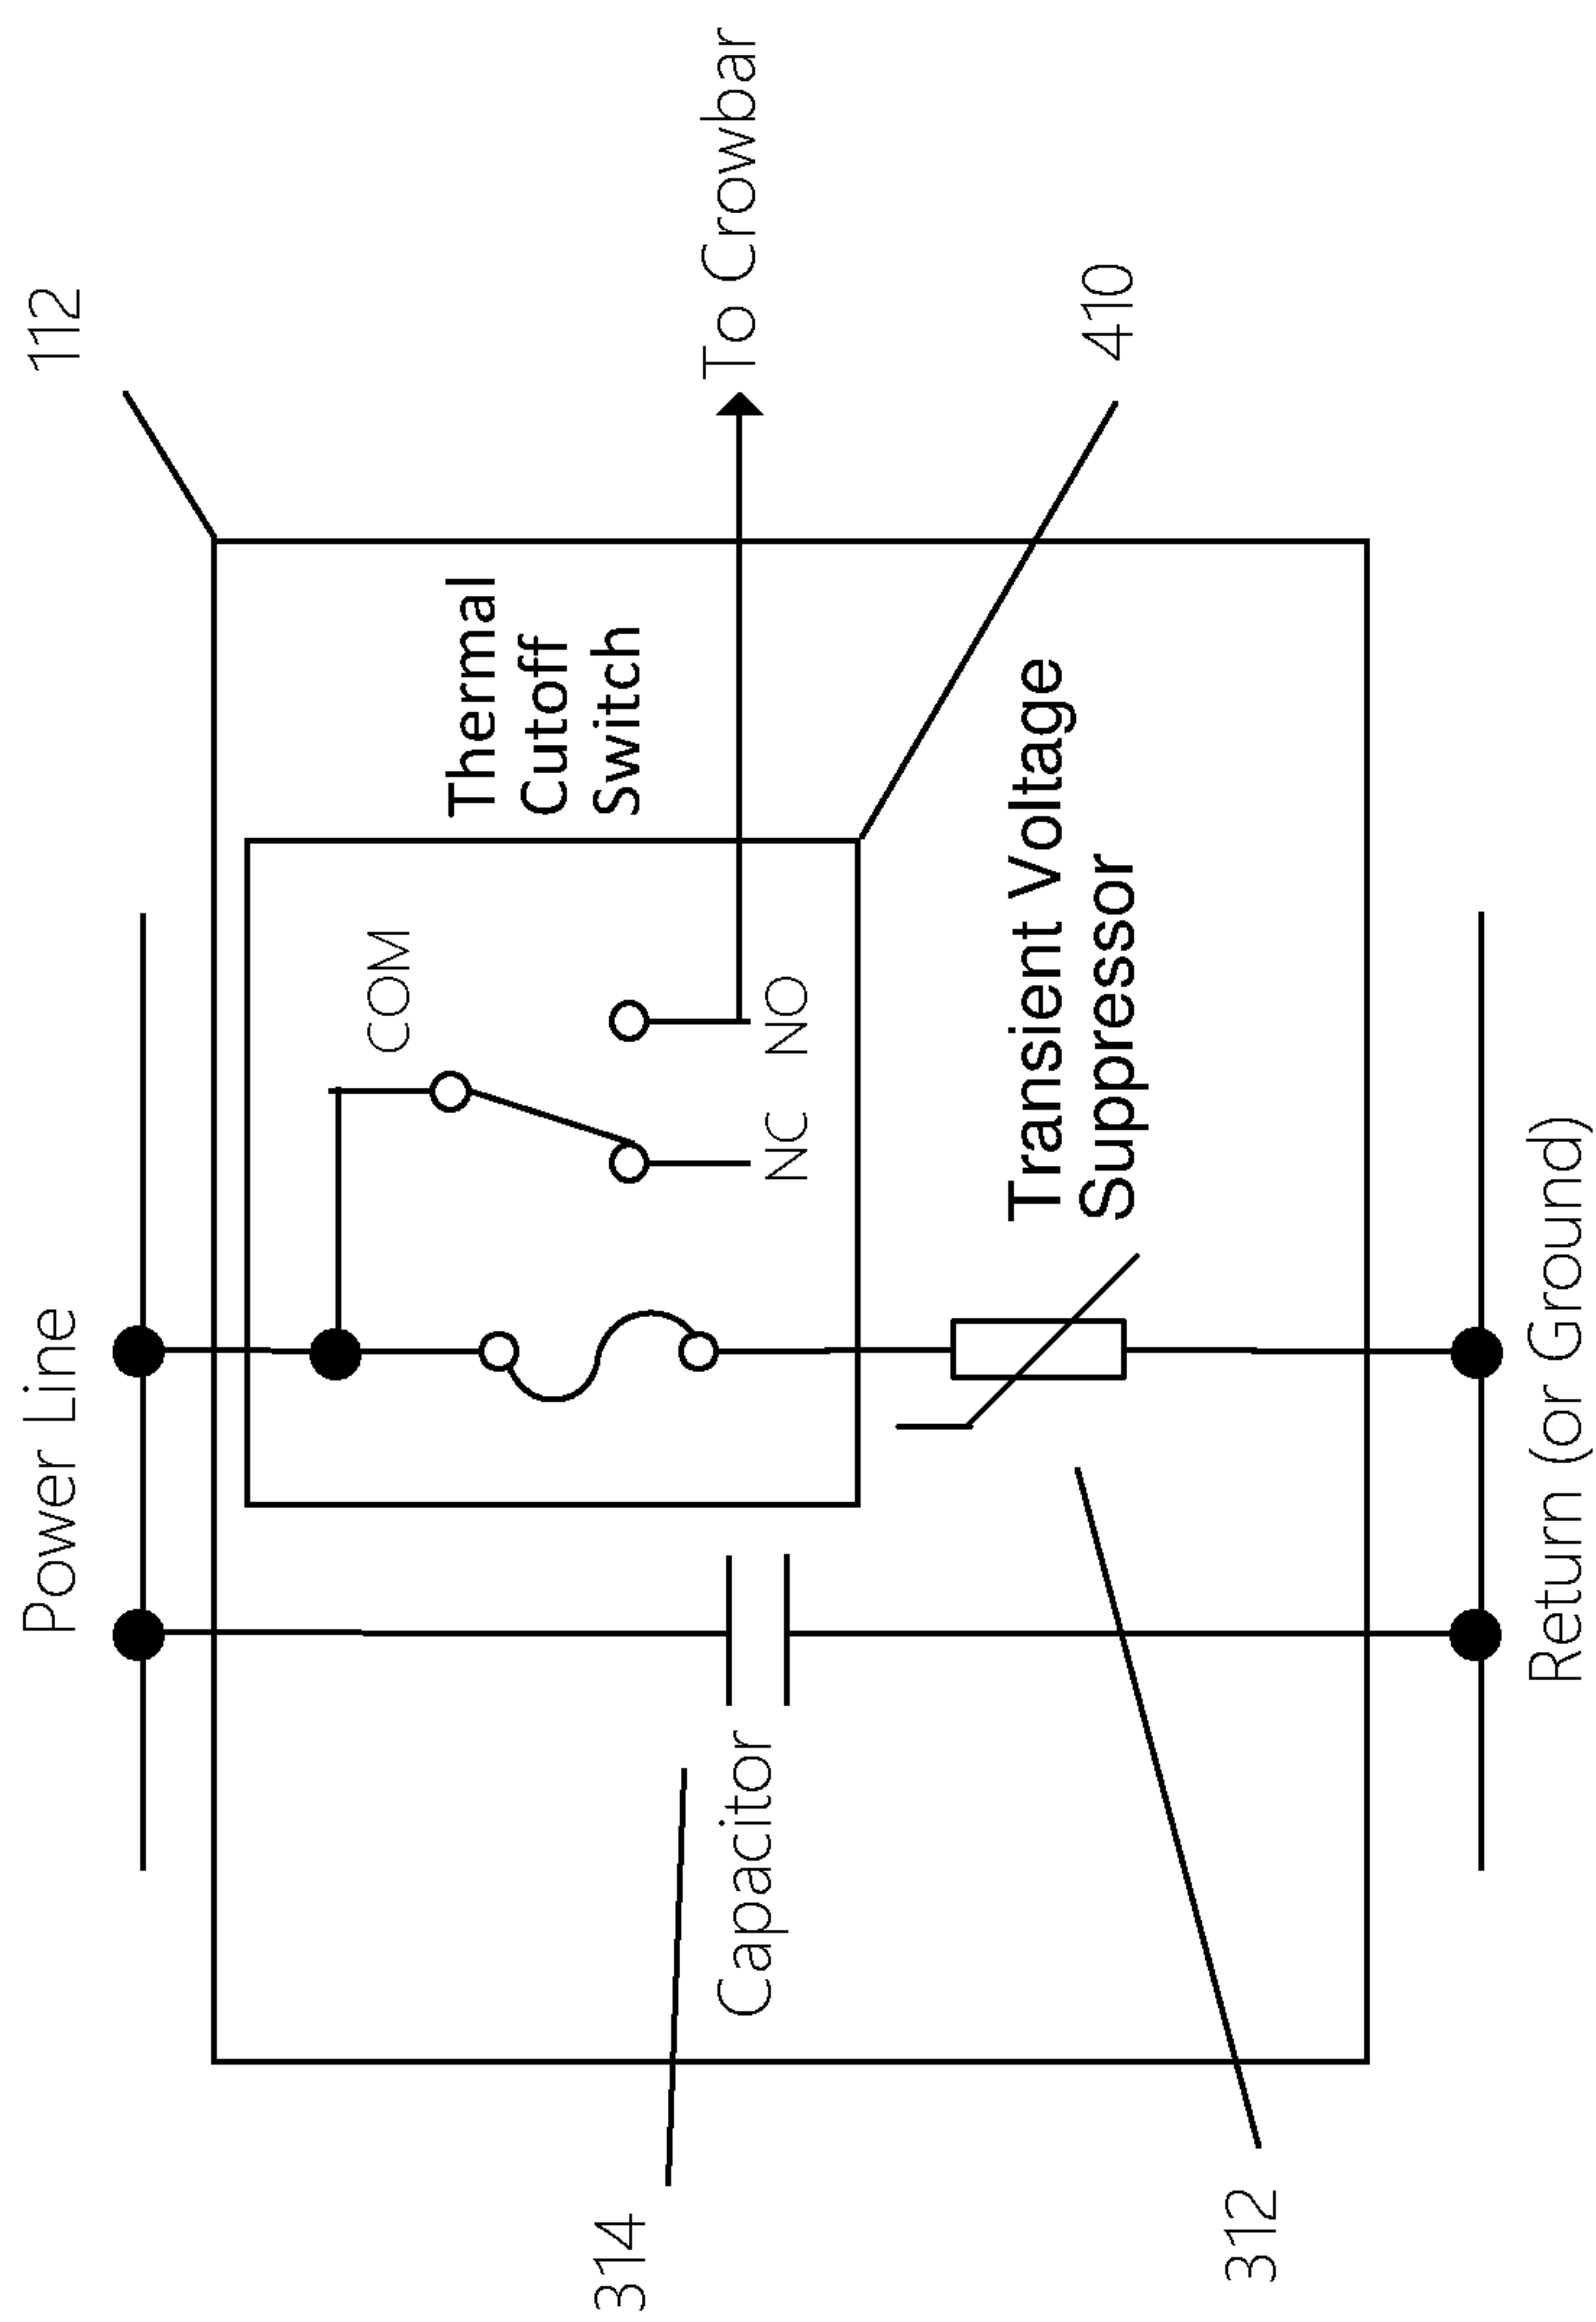 Power Line
112
COM
Thermal
Cutoff
Switch
314
Capacitor
NC
NO
To Crowbar
Transient Voltage
Suppressor
410
312
Return (or Ground)